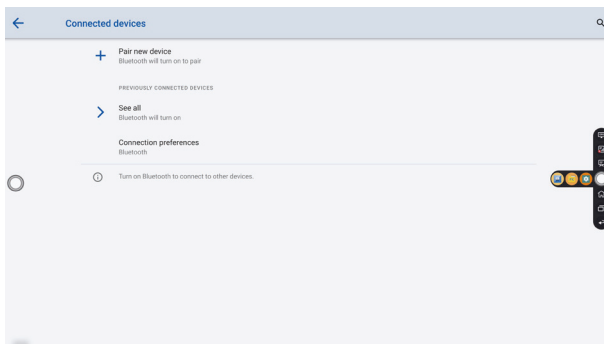 Connected devices
Pair new device
Bluetooth will turn on to pair
PREVIOUSLY CONNECTED DEVICES
See all
Bluetooth will turn on
Connection preferences
Bluetooth
Turn on Bluetooth to connect to other devices.